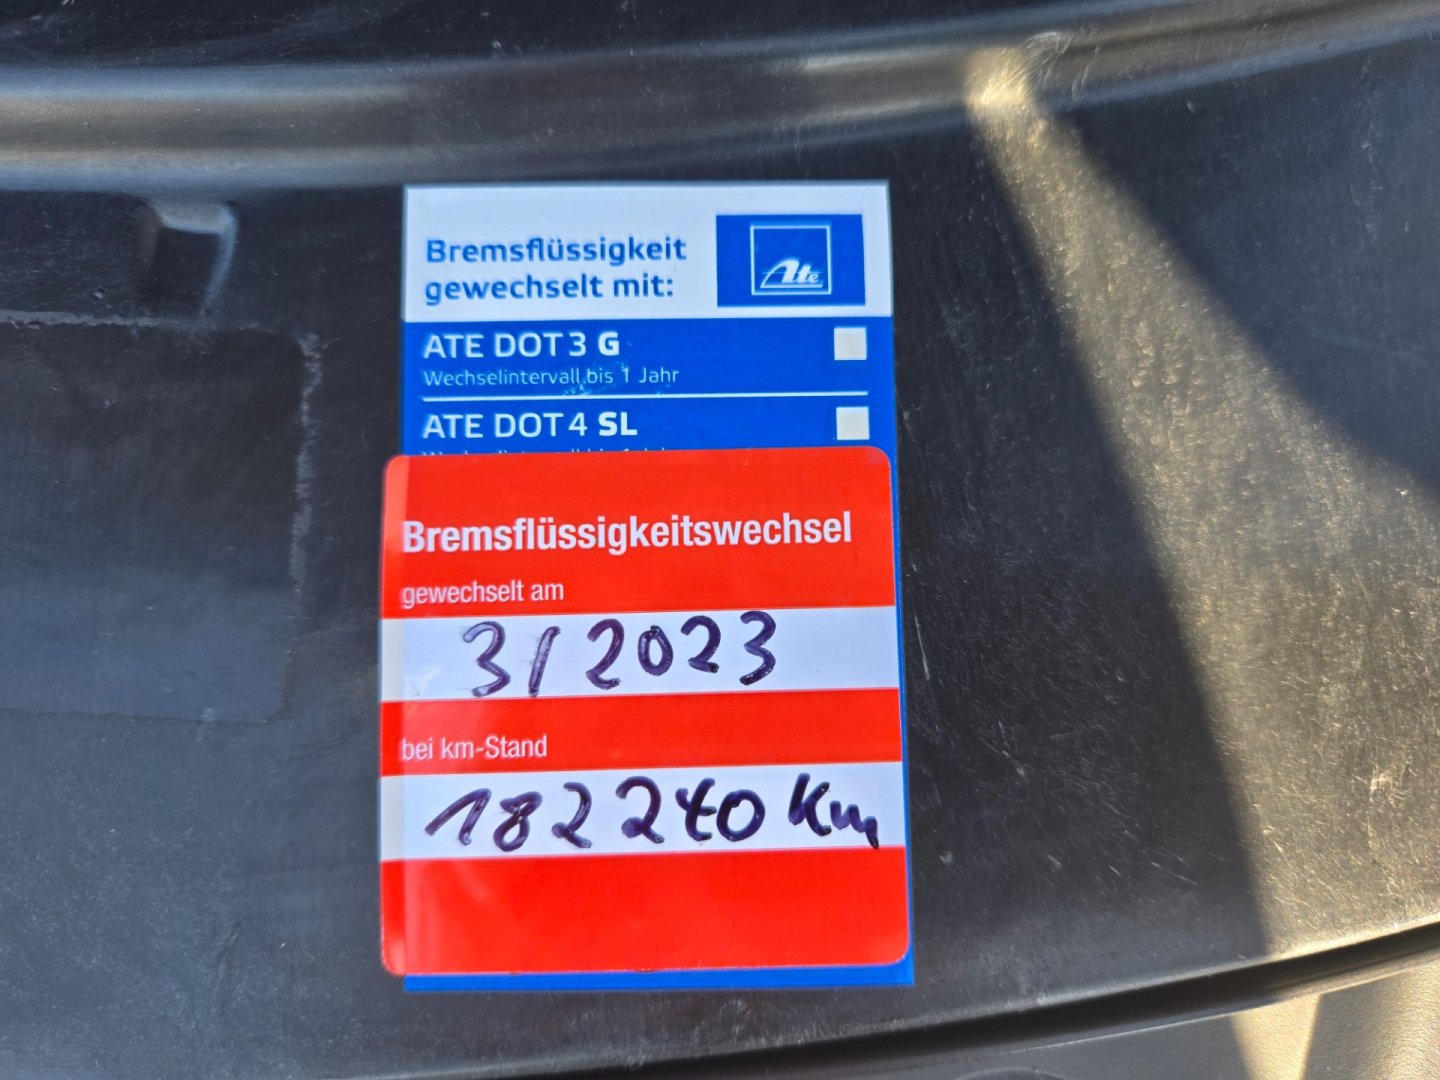 Bremsflüssigkeit
gewechselt mit:
Ate
ATE DOT 3 G
Wechselintervall bis 1 Jahr
ATE DOT 4 SL
Bremsflüssigkeitswechsel
gewechselt am
3/2023
bei km-Stand
182240 Km